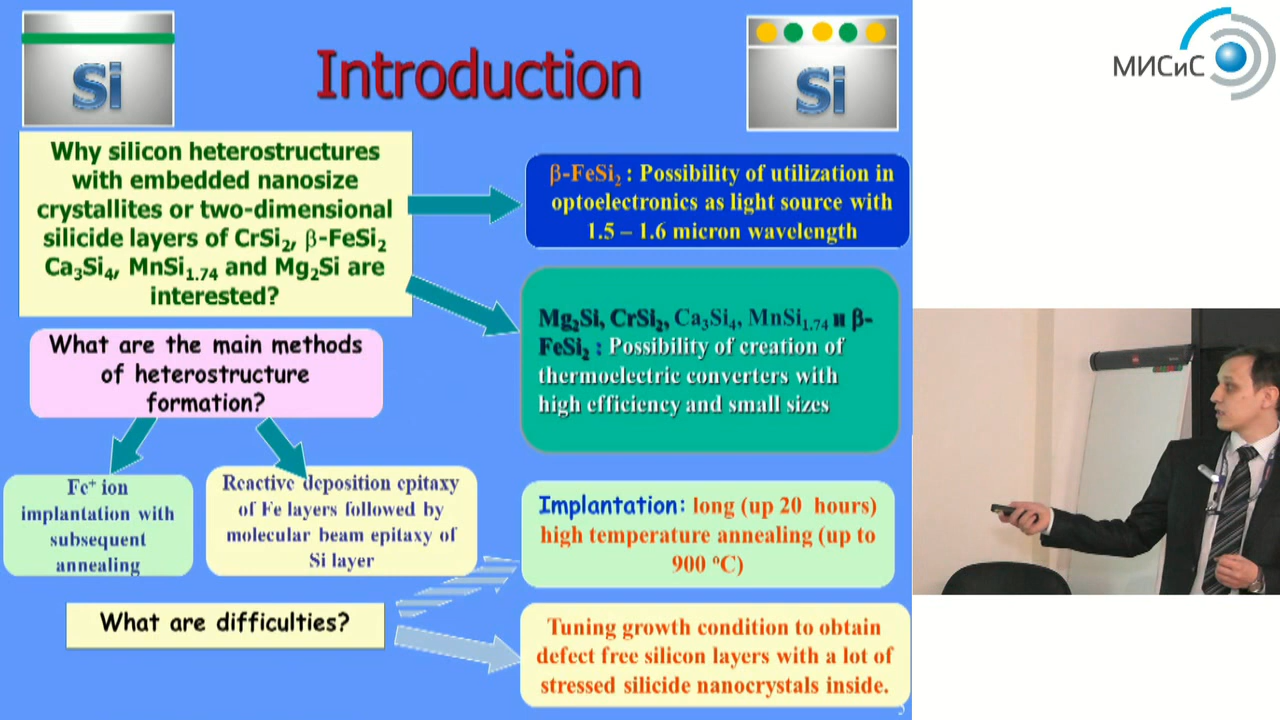 Si
Introduction
Si
МИСиС
Why silicon heterostructures
with embedded nanosize
crystallites or two-dimensional
silicide layers of CrSi₂, β-FeSi₂
Ca₃Si₄, MnSi₁.₇₄ and Mg₂Si are
interested?
β-FeSi₂ : Possibility of utilization in
optoelectronics as light source with
1.5 – 1.6 micron wavelength
Mg₂Si, CrSi₂, Ca₃Si₄, MnSi₁.₇₄ и β-
FeSi₂ : Possibility of creation of
thermoelectric converters with
high efficiency and small sizes
What are the main methods
of heterostructure
formation?
Fe⁺ ion
implantation with
subsequent
annealing
Reactive deposition epitaxy
of Fe layers followed by
molecular beam epitaxy of
Si layer
Implantation: long (up 20 hours)
high temperature annealing (up to
900 ºC)
What are difficulties?
Tuning growth condition to obtain
defect free silicon layers with a lot of
stressed silicide nanocrystals inside.